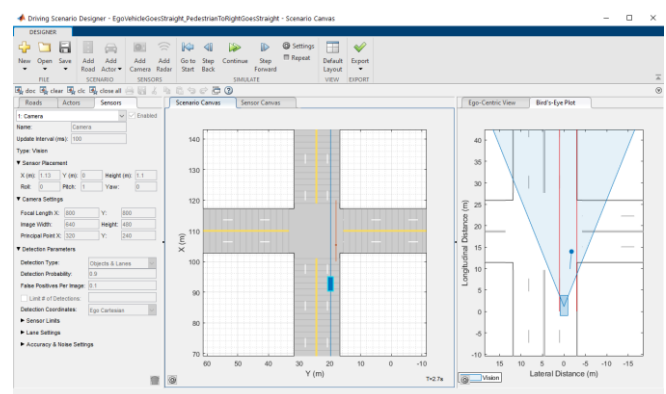 Driving Scenario Designer - EgoVehicleGoesStraight_PedestrianToRightGoesStraight - Scenario Canvas
DESIGNER
New Open Save Add Road Add Actor Add Camera Add Radar Go to Start Step Back Continue Step Forward Settings Repeat Default Layout Export
FILE SCENARIO SENSORS SIMULATE VIEW EXPORT
doc clear clc close all
Roads Actors Sensors
1: Camera Enabled
Name: Camera
Update Interval (ms): 100
Type: Vision
Sensor Placement
X (m): 1.13 Y (m): 0 Height (m): 1.1
Roll: 0 Pitch: 1 Yaw: 0
Camera Settings
Focal Length X: 800 Y: 800
Image Width: 640 Height: 480
Principal Point X: 320 Y: 240
Detection Parameters
Detection Type: Objects & Lanes
Detection Probability: 0.9
False Positives Per Image: 0.1
Limit # of Detections:
Detection Coordinates: Ego Cartesian
Sensor Limits
Lane Settings
Accuracy & Noise Settings
Scenario Canvas Sensor Canvas
140
130
120
110
100
90
80
70
X (m)
60 50 40 30 20 10 0 -10
Y (m)
T=2.7s
Ego-Centric View Bird's-Eye Plot
40
35
30
25
20
15
10
5
0
-5
-10
Longitudinal Distance (m)
15 10 5 0 -5 -10 -15
Lateral Distance (m)
Vision